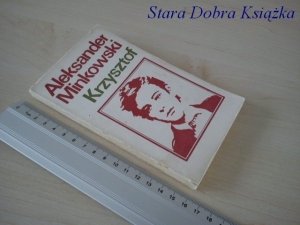 Stara Dobra Książka
Aleksander
Minkowski
Krzysztof